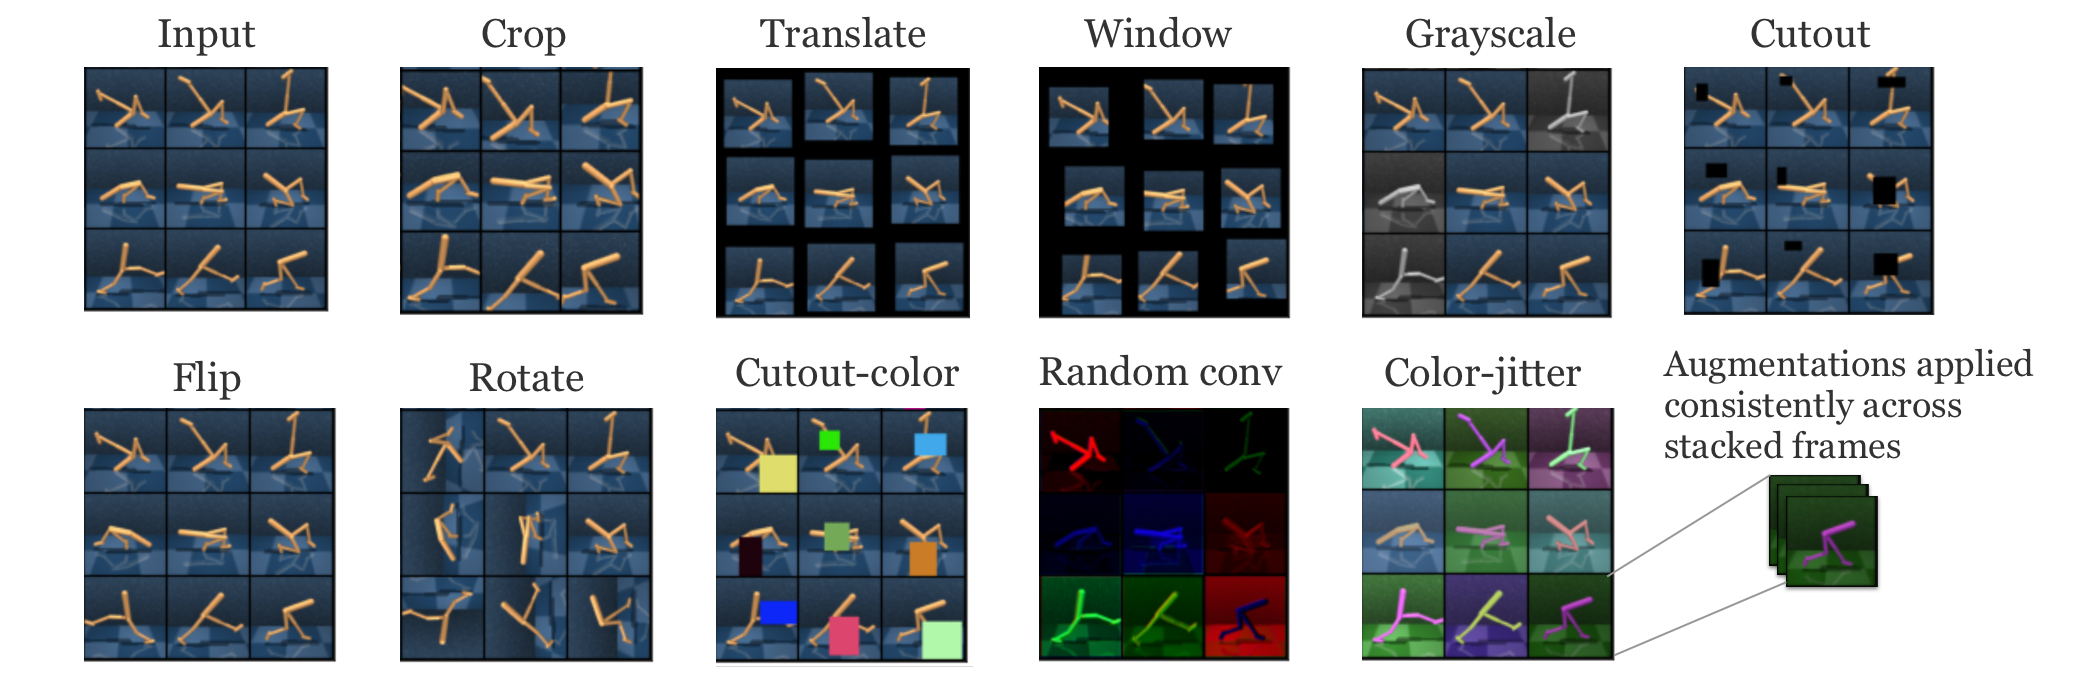 Input
Crop
Translate
Window
Grayscale
Cutout
Flip
Rotate
Cutout-color
Random conv
Color-jitter
Augmentations applied
consistently across
stacked frames